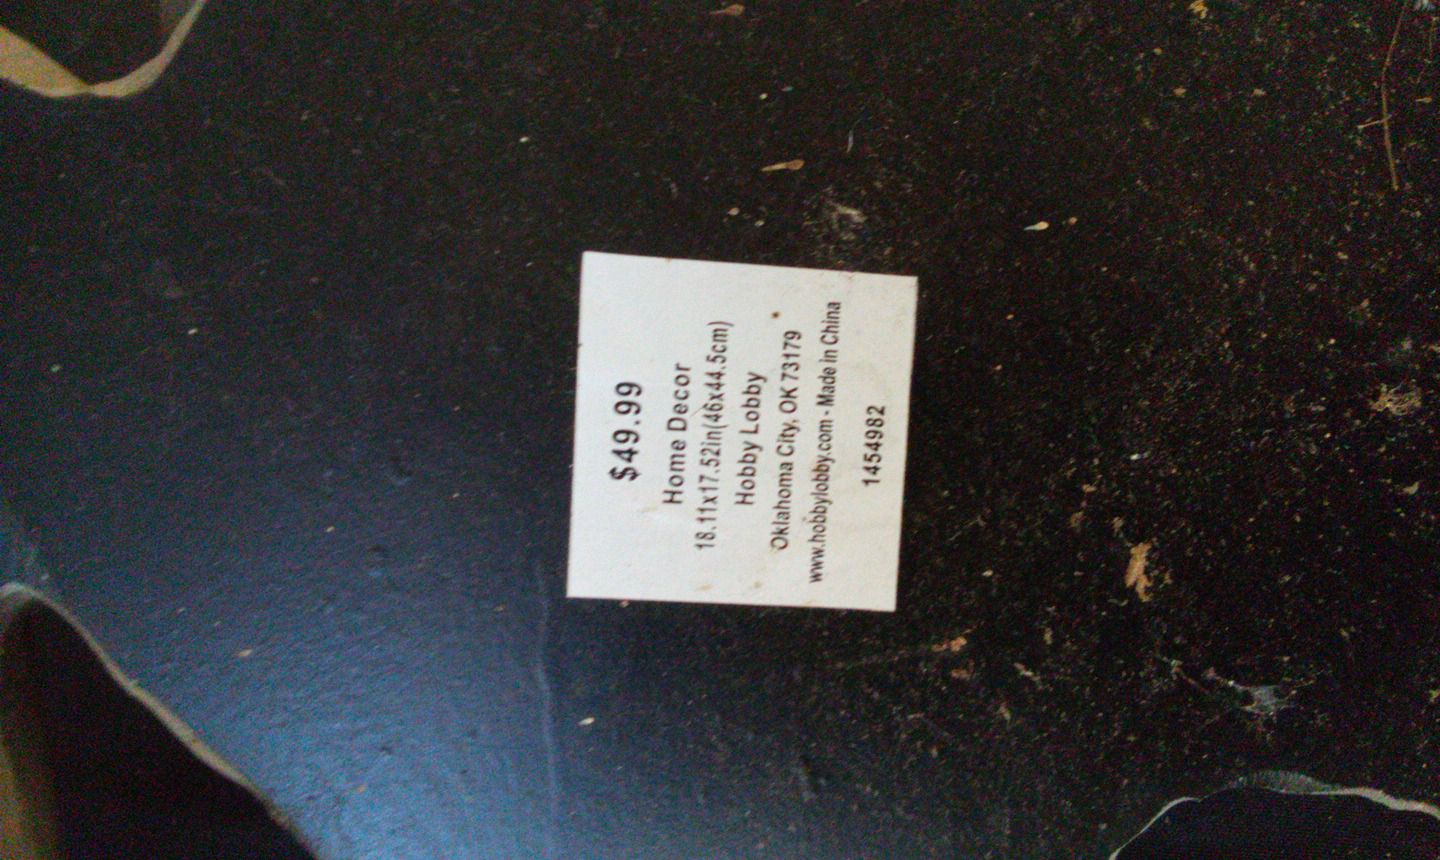 $49.99
Home Decor
18.11x17.52in(46x44.5cm)
Hobby Lobby
Oklahoma City, OK 73179
www.hobbylobby.com - Made in China
1454982